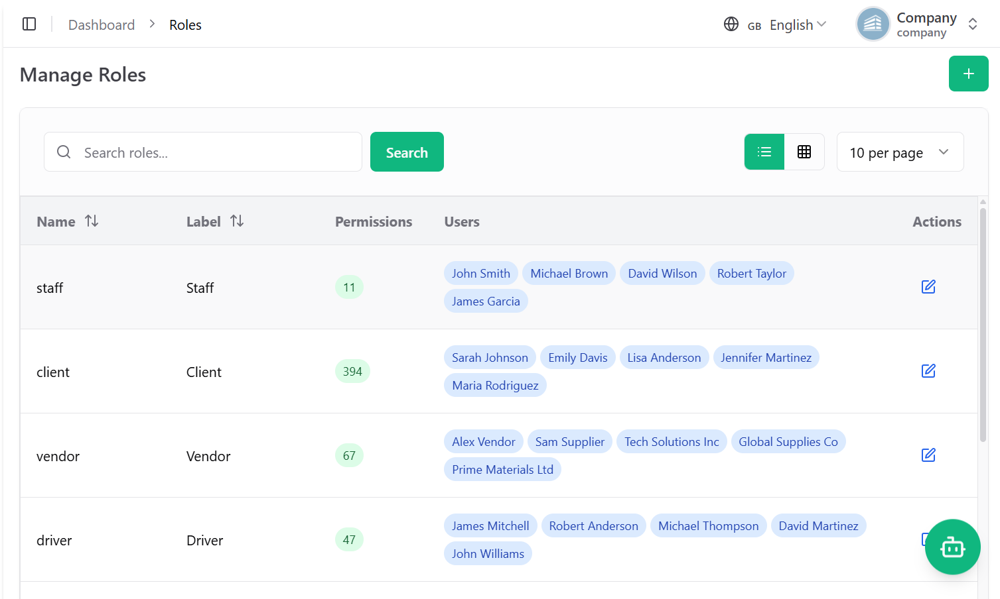 Dashboard > Roles
GB English
Company
company
Manage Roles
+
Search roles...
Search
10 per page
Name Label Permissions Users Actions
staff Staff 11 John Smith Michael Brown David Wilson Robert Taylor
James Garcia
client Client 394 Sarah Johnson Emily Davis Lisa Anderson Jennifer Martinez
Maria Rodriguez
vendor Vendor 67 Alex Vendor Sam Supplier Tech Solutions Inc Global Supplies Co
Prime Materials Ltd
driver Driver 47 James Mitchell Robert Anderson Michael Thompson David Martinez
John Williams